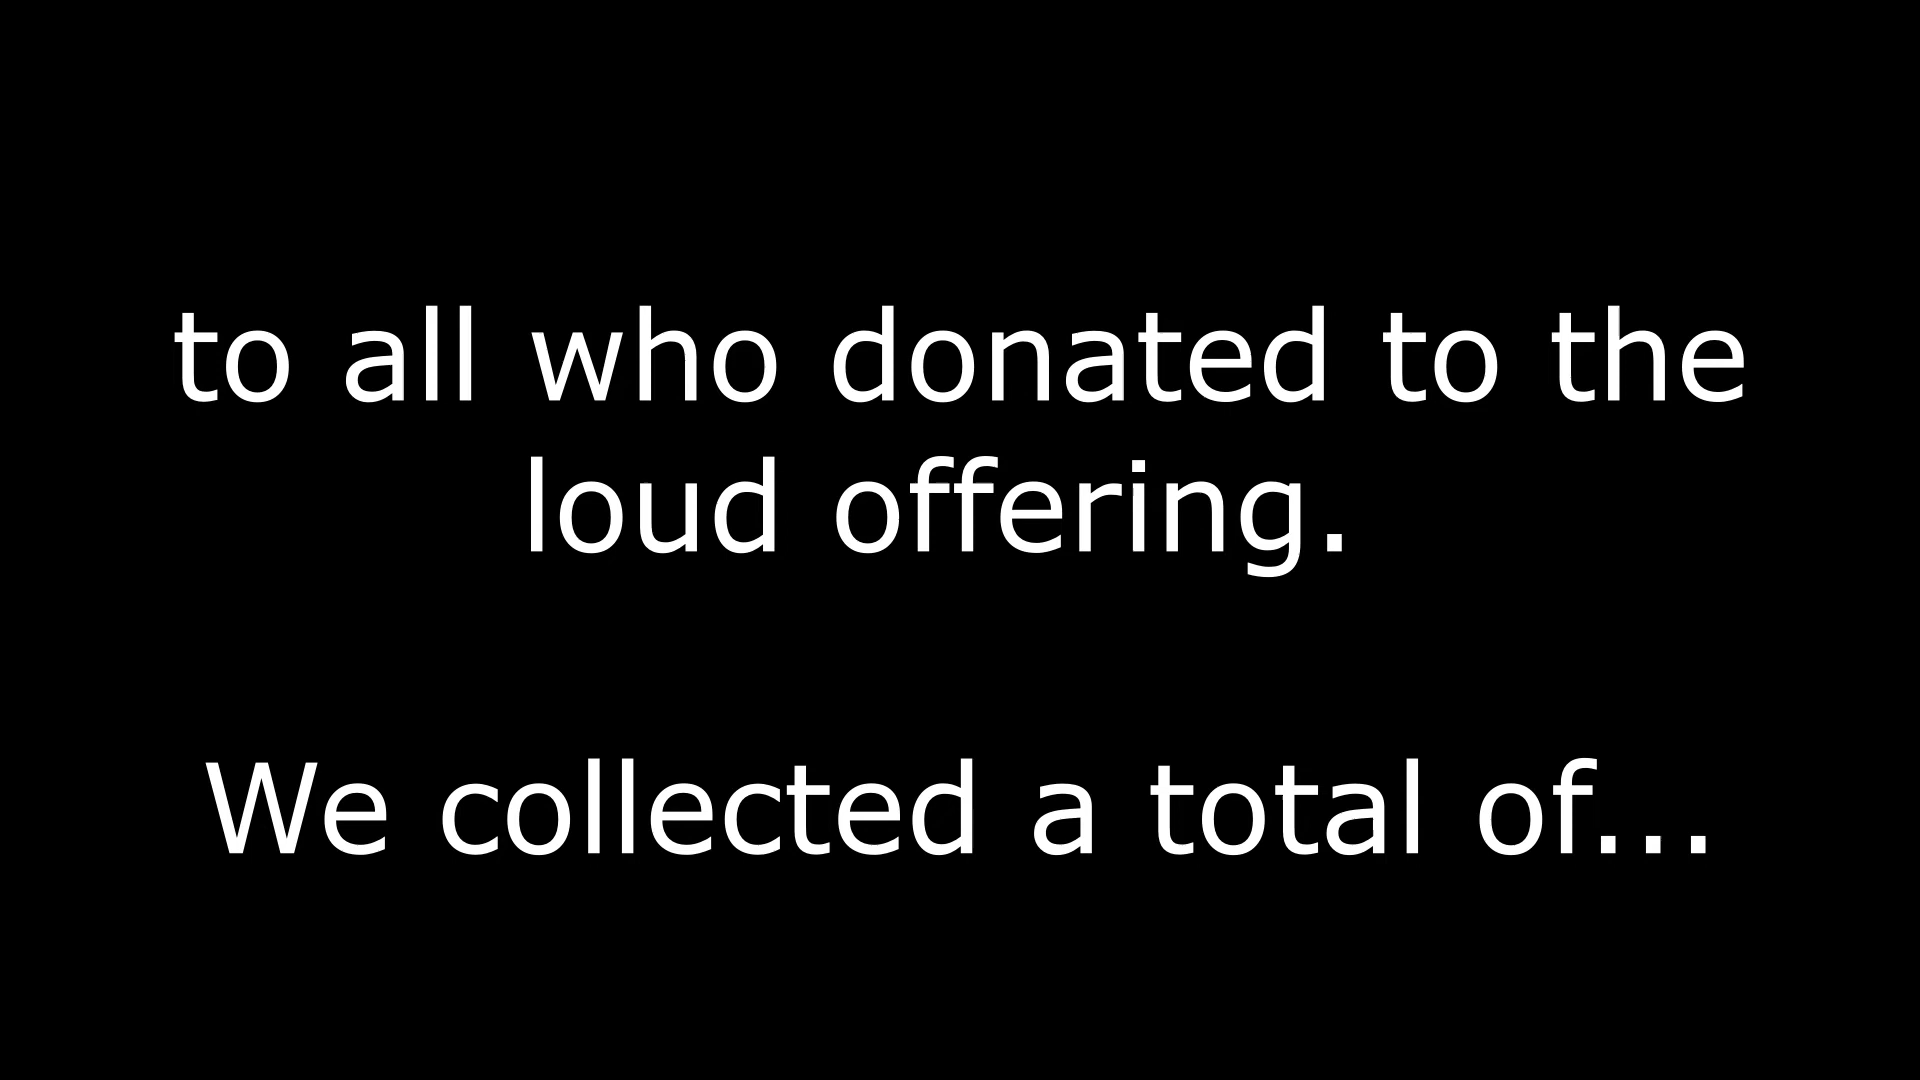 to all who donated to the
loud offering.
We collected a total of...